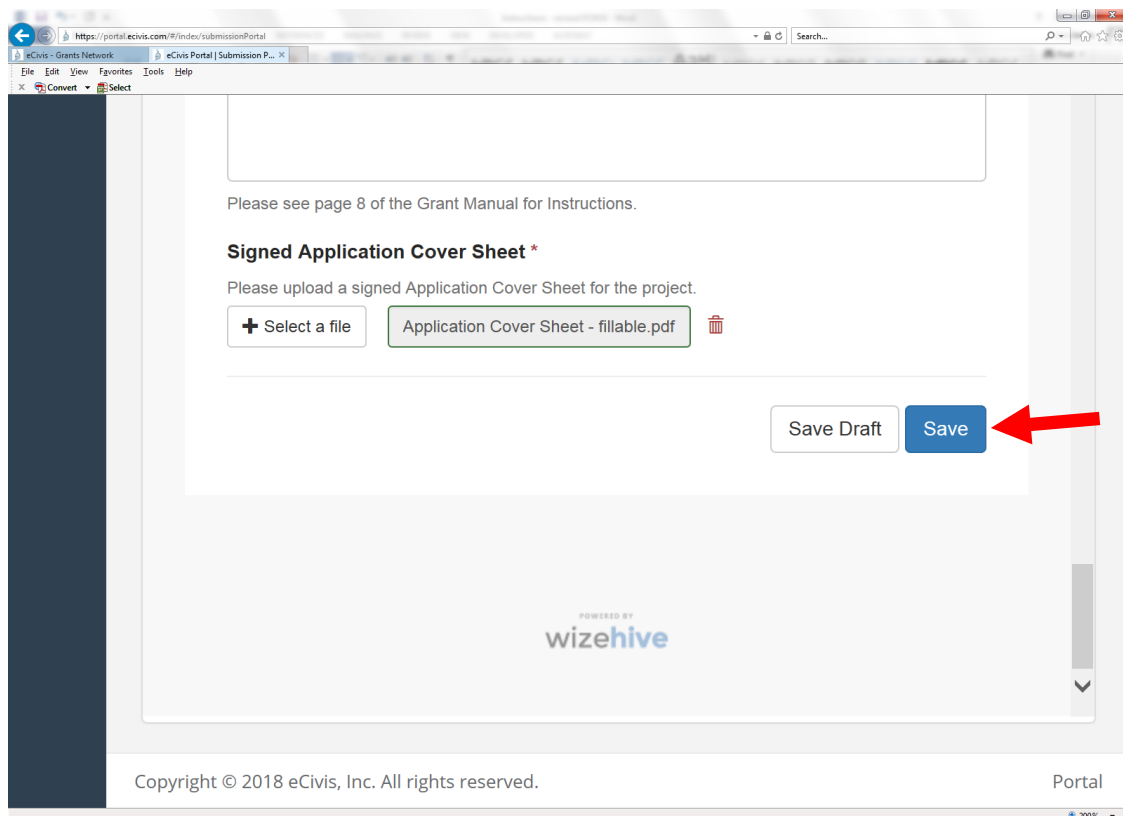 https://portal.ecivis.com/#/index/submissionPortal
Search...
eCivis - Grants Network
eCivis Portal | Submission P...
File Edit View Favorites Tools Help
Convert Select
Please see page 8 of the Grant Manual for Instructions.
Signed Application Cover Sheet *
Please upload a signed Application Cover Sheet for the project.
Select a file Application Cover Sheet - fillable.pdf
Save Draft Save
POWERED BY
wizehive
Copyright © 2018 eCivis, Inc. All rights reserved. Portal
200%